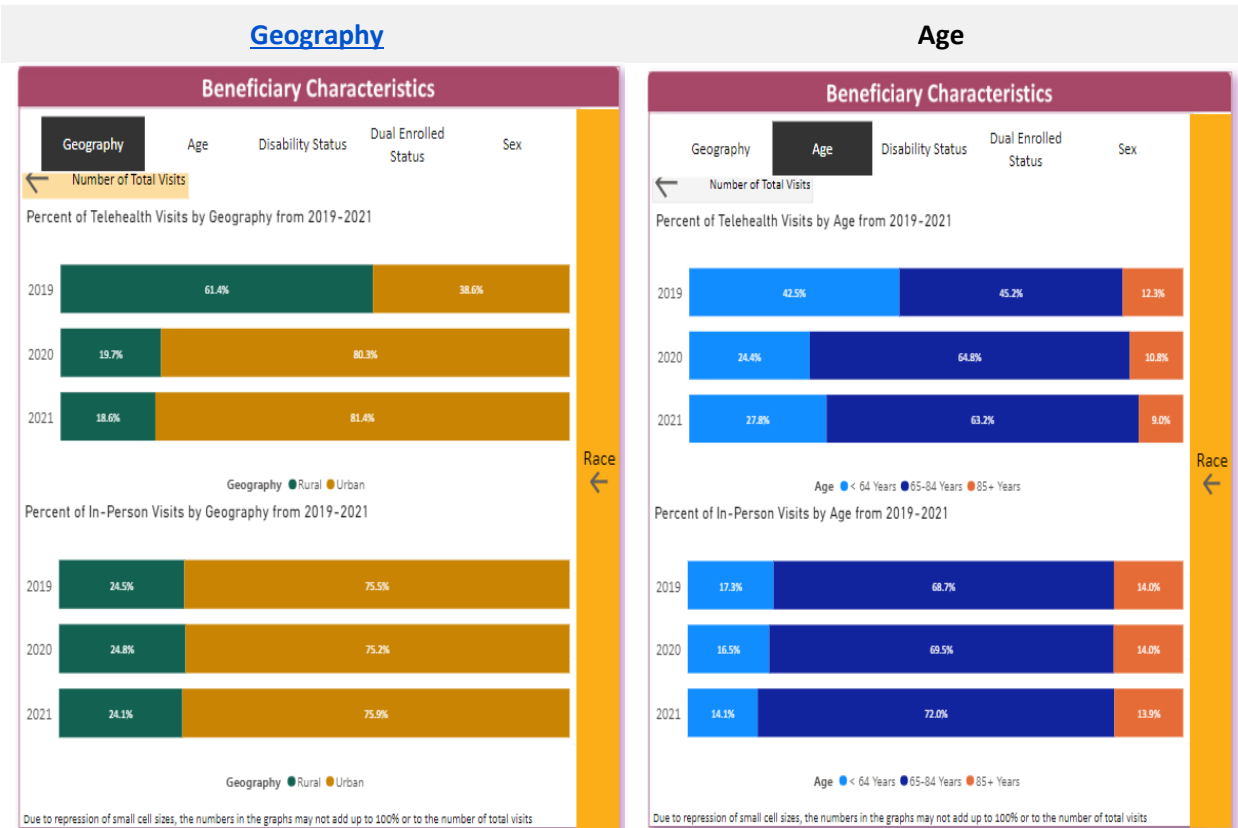 Geography
Age
Beneficiary Characteristics
Geography Age Disability Status Dual Enrolled Status Sex
Number of Total Visits
Percent of Telehealth Visits by Geography from 2019-2021
2019 61.4% 38.6%
2020 19.7% 80.3%
2021 18.6% 81.4%
Geography Rural Urban
Percent of In-Person Visits by Geography from 2019-2021
2019 24.5% 75.5%
2020 24.8% 75.2%
2021 24.1% 75.9%
Geography Rural Urban
Due to repression of small cell sizes, the numbers in the graphs may not add up to 100% or to the number of total visits
Race
Beneficiary Characteristics
Geography Age Disability Status Dual Enrolled Status Sex
Number of Total Visits
Percent of Telehealth Visits by Age from 2019-2021
2019 42.5% 45.2% 12.3%
2020 24.4% 64.8% 10.8%
2021 27.8% 63.2% 9.0%
Age < 64 Years 65-84 Years 85+ Years
Percent of In-Person Visits by Age from 2019-2021
2019 17.3% 68.7% 14.0%
2020 16.5% 69.5% 14.0%
2021 14.1% 72.0% 13.9%
Age < 64 Years 65-84 Years 85+ Years
Due to repression of small cell sizes, the numbers in the graphs may not add up to 100% or to the number of total visits
Race